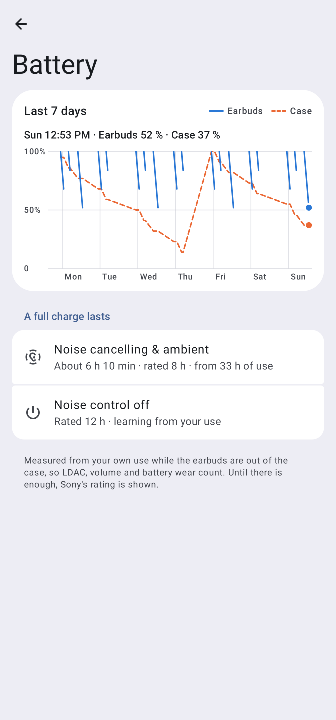 Battery
Last 7 days
Earbuds
Case
Sun 12:53 PM · Earbuds 52 % · Case 37 %
100%
50%
0
Mon Tue Wed Thu Fri Sat Sun
A full charge lasts
Noise cancelling & ambient
About 6 h 10 min · rated 8 h · from 33 h of use
Noise control off
Rated 12 h · learning from your use
Measured from your own use while the earbuds are out of the
case, so LDAC, volume and battery wear count. Until there is
enough, Sony's rating is shown.